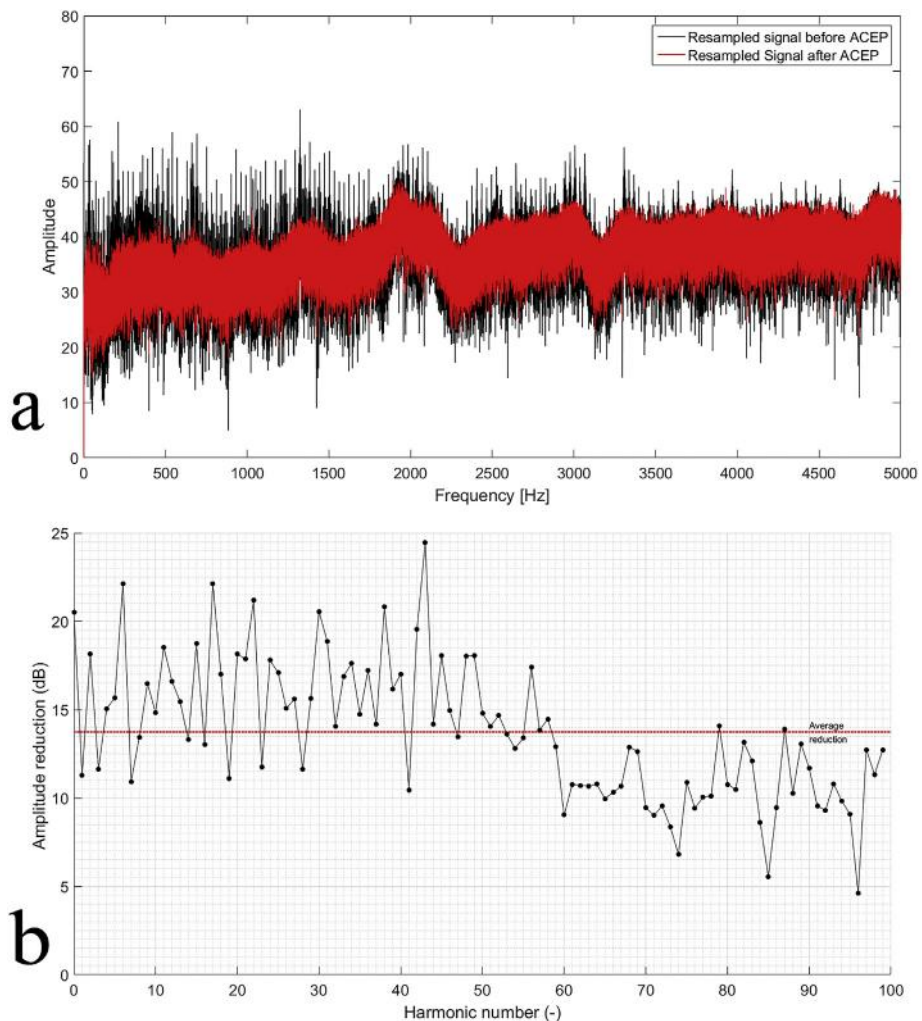 80
Resampled signal before ACEP
Resampled Signal after ACEP
70
60
50
40
30
20
10
0
Amplitude
a
0 500 1000 1500 2000 2500 3000 3500 4000 4500 5000
Frequency [Hz]
25
20
15
10
5
0
Amplitude reduction (dB)
Average
reduction
b
0 10 20 30 40 50 60 70 80 90 100
Harmonic number (-)